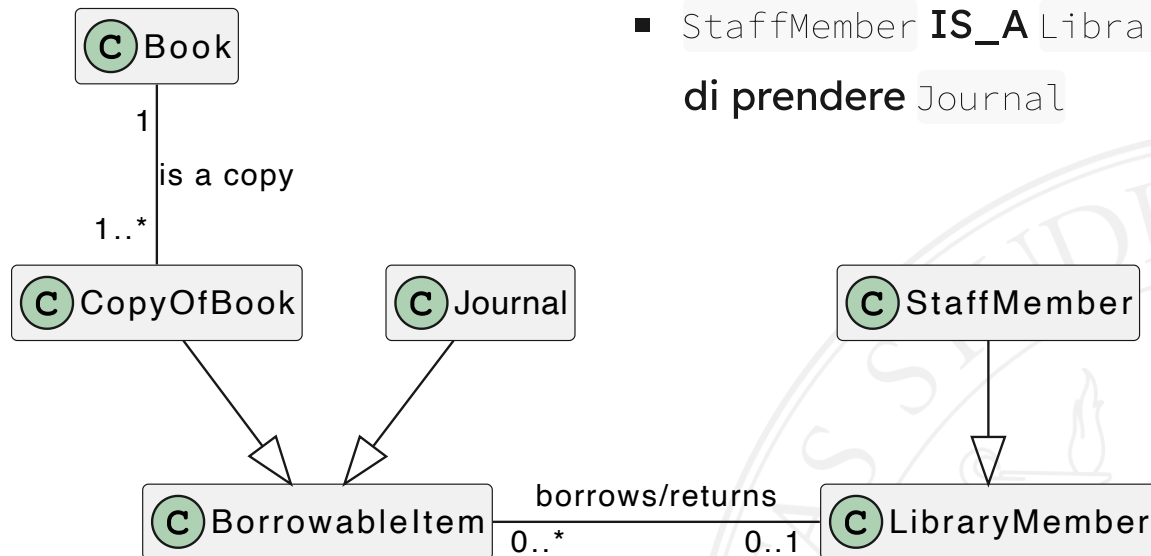 C Book
StaffMember IS_A Libra
di prendere Journal
1
is a copy
1..*
C CopyOfBook
C Journal
C StaffMember
borrows/returns
C BorrowableItem
C LibraryMember
0..*
0..1